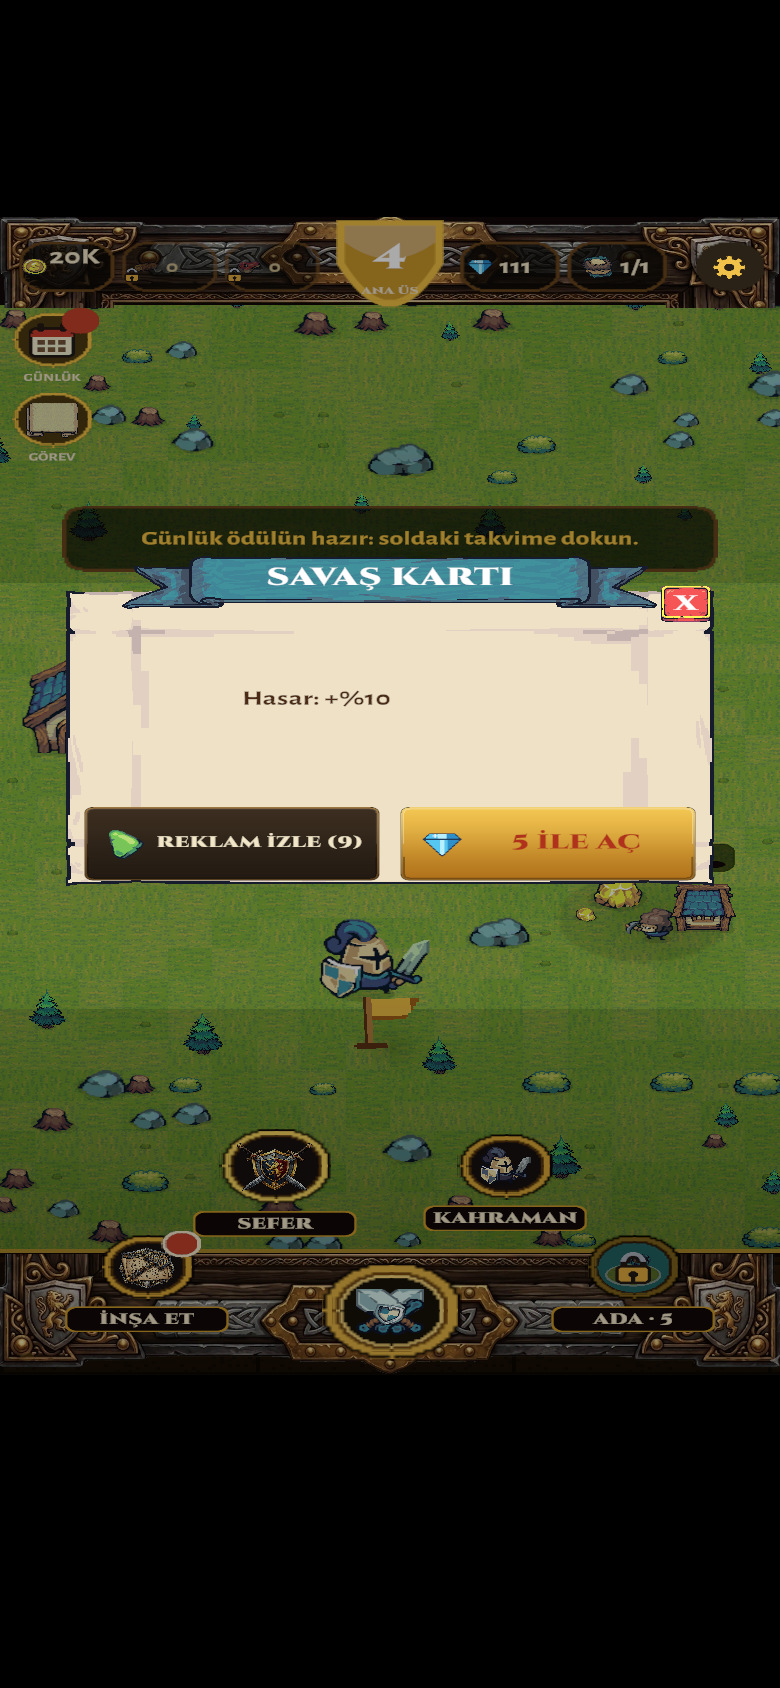 20K
0
0
4
ANA ÜS
111
1/1
GÜNLÜK
GÖREV
Günlük ödülün hazır: soldaki takvime dokun.
SAVAŞ KARTI
X
Hasar: +%10
REKLAM İZLE (9)
5 İLE AÇ
SEFER
KAHRAMAN
İNŞA ET
ADA · 5